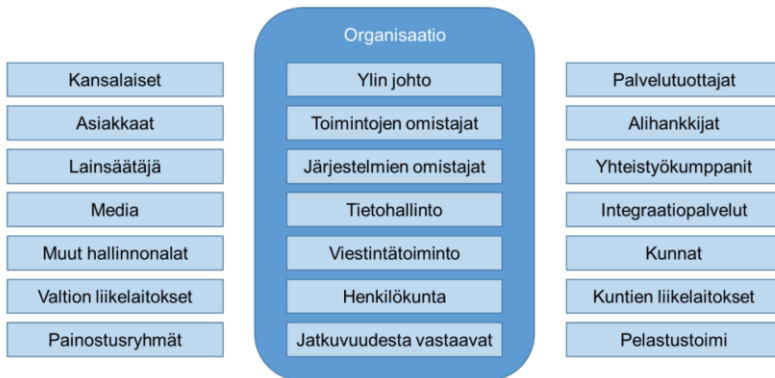 Organisaatio
Kansalaiset
Ylin johto
Palvelutuottajat
Asiakkaat
Toimintojen omistajat
Alihankkijat
Lainsäätäjä
Järjestelmien omistajat
Yhteistyökumppanit
Media
Tietohallinto
Integraatiopalvelut
Muut hallinnonalat
Viestintätoiminto
Kunnat
Valtion liikelaitokset
Henkilökunta
Kuntien liikelaitokset
Painostusryhmät
Jatkuvuudesta vastaavat
Pelastustoimi